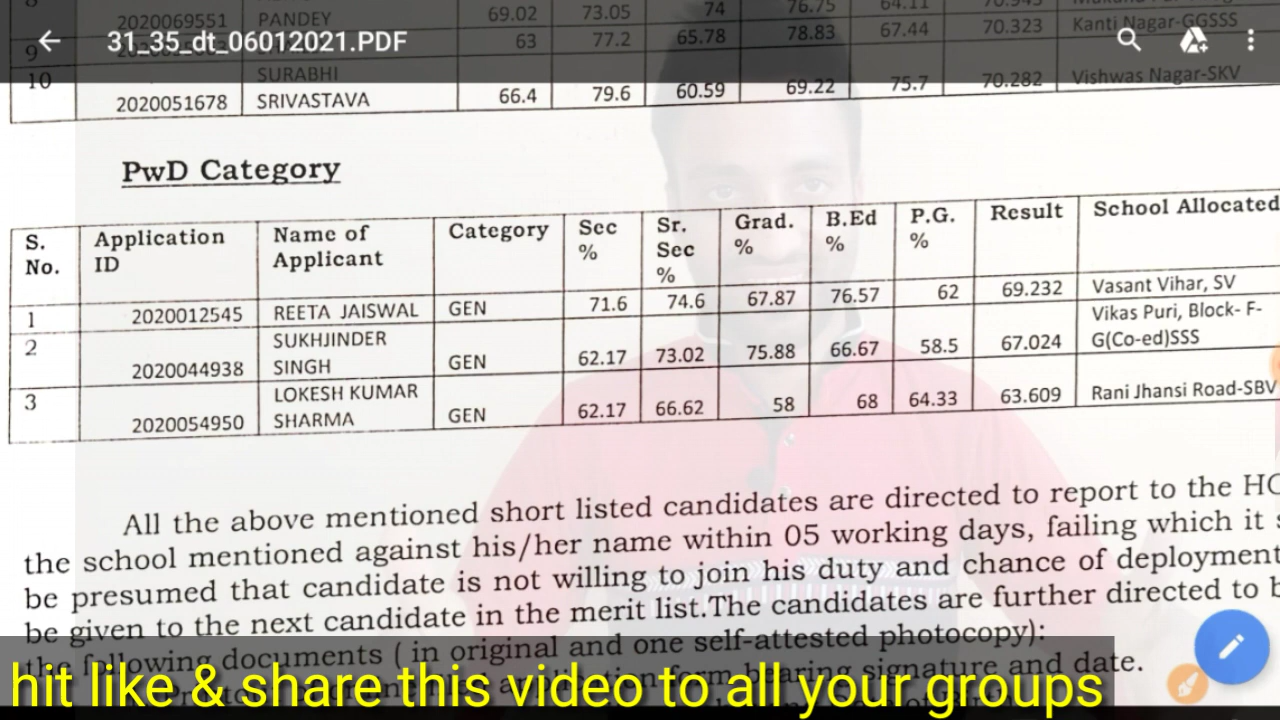 31_35_dt_06012021.PDF
2020069551 PANDEY 69.02 73.05 74 76.75 64.11 70.943
9 63 77.2 65.78 78.83 67.44 70.323 Kanti Nagar-GGSSS
10 2020051678 SURABHI SRIVASTAVA 66.4 79.6 60.59 69.22 75.7 70.282 Vishwas Nagar-SKV
PwD Category
S. No. Application ID Name of Applicant Category Sec % Sr. Sec % Grad. % B.Ed % P.G. % Result School Allocated
1 2020012545 REETA JAISWAL GEN 71.6 74.6 67.87 76.57 62 69.232 Vasant Vihar, SV
2 2020044938 SUKHJINDER SINGH GEN 62.17 73.02 75.88 66.67 58.5 67.024 Vikas Puri, Block- F- G(Co-ed)SSS
3 2020054950 LOKESH KUMAR SHARMA GEN 62.17 66.62 58 68 64.33 63.609 Rani Jhansi Road-SBV
All the above mentioned short listed candidates are directed to report to the
the school mentioned against his/her name within 05 working days, failing which it
be presumed that candidate is not willing to join his duty and chance of deployment
be given to the next candidate in the merit list.The candidates are further directed to
the following documents ( in original and one self-attested photocopy):
signature and date.
hit like & share this video to all your groups